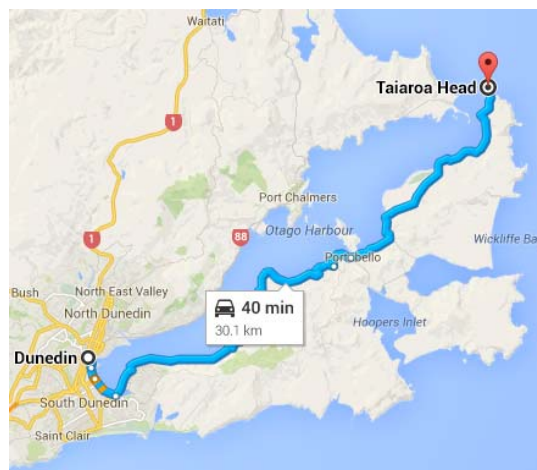 Waitati
Taiaroa Head
1
Port Chalmers
88
Otago Harbour
1
Wickliffe Ba
Portobello
Bush
North East Valley
North Dunedin
40 min
30.1 km
Hoopers Inlet
Dunedin
South Dunedin
Saint Clair